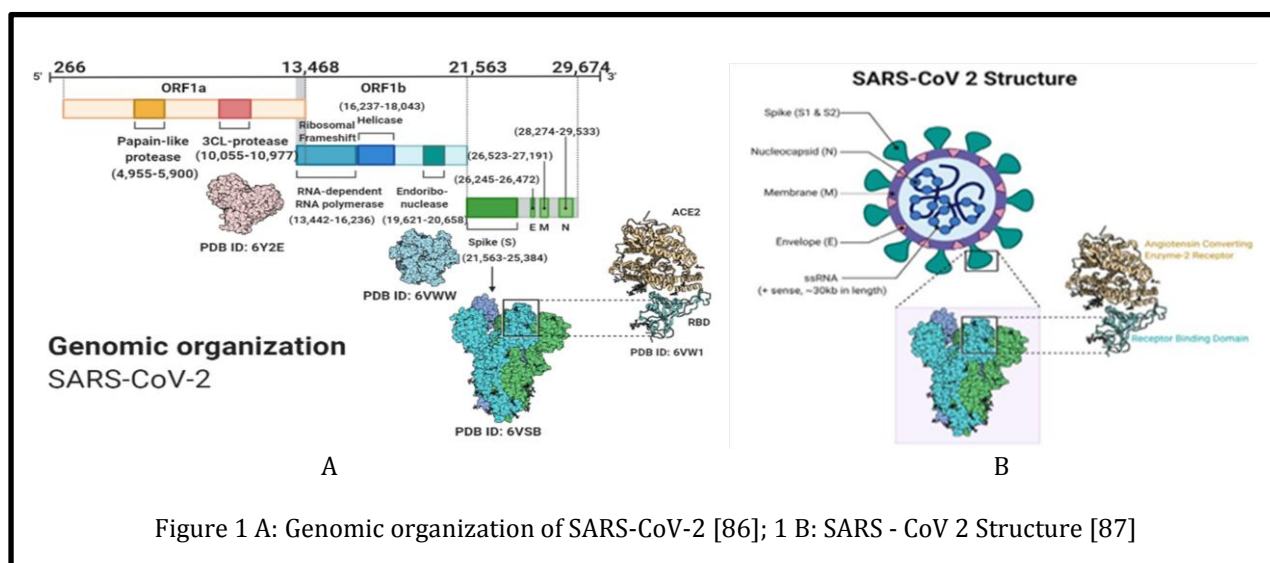 266 13,468 21,563 29,674
5' 3'
ORF1a ORF1b
(16,237-18,043)
Helicase
Ribosomal
Frameshift
(28,274-29,533)
Papain-like
protease
(4,955-5,900)
3CL-protease
(10,055-10,977)
(26,523-27,191)
(26,245-26,472)
RNA-dependent
RNA polymerase
(13,442-16,236)
Endoribo-
nuclease
(19,621-20,658)
E M N
Spike (S)
(21,563-25,384)
PDB ID: 6Y2E
PDB ID: 6VWW
ACE2
RBD
PDB ID: 6VW1
PDB ID: 6VSB
Genomic organization
SARS-CoV-2
A
SARS-CoV 2 Structure
Spike (S1 & S2)
Nucleocapsid (N)
Membrane (M)
Envelope (E)
ssRNA
(+ sense, ~30kb in length)
Angiotensin Converting
Enzyme-2 Receptor
Receptor Binding Domain
B
Figure 1 A: Genomic organization of SARS-CoV-2 [86]; 1 B: SARS - CoV 2 Structure [87]